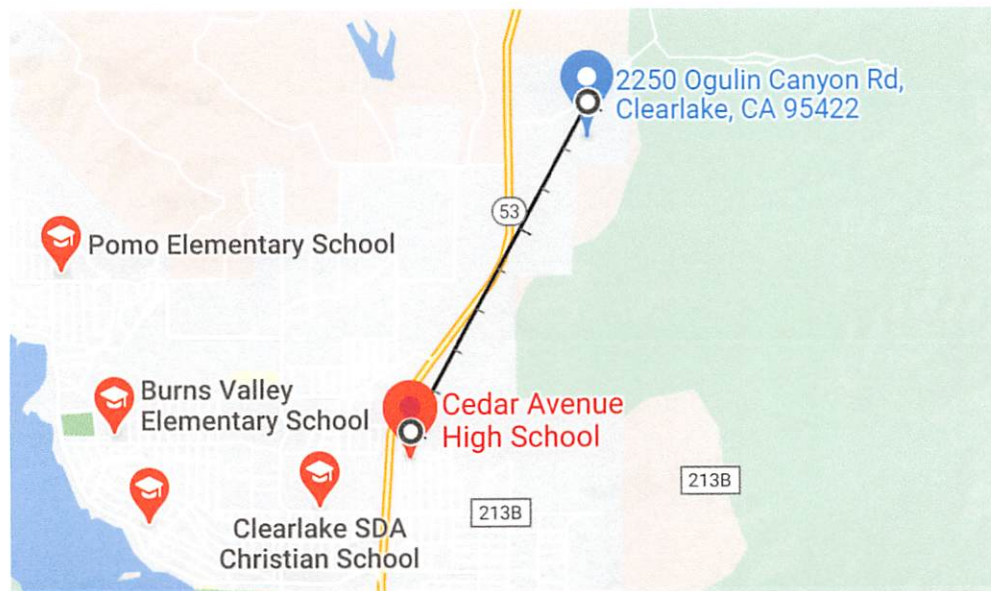 2250 Ogulin Canyon Rd,
Clearlake, CA 95422
53
Pomo Elementary School
Burns Valley
Elementary School
Cedar Avenue
High School
213B
213B
Clearlake SDA
Christian School